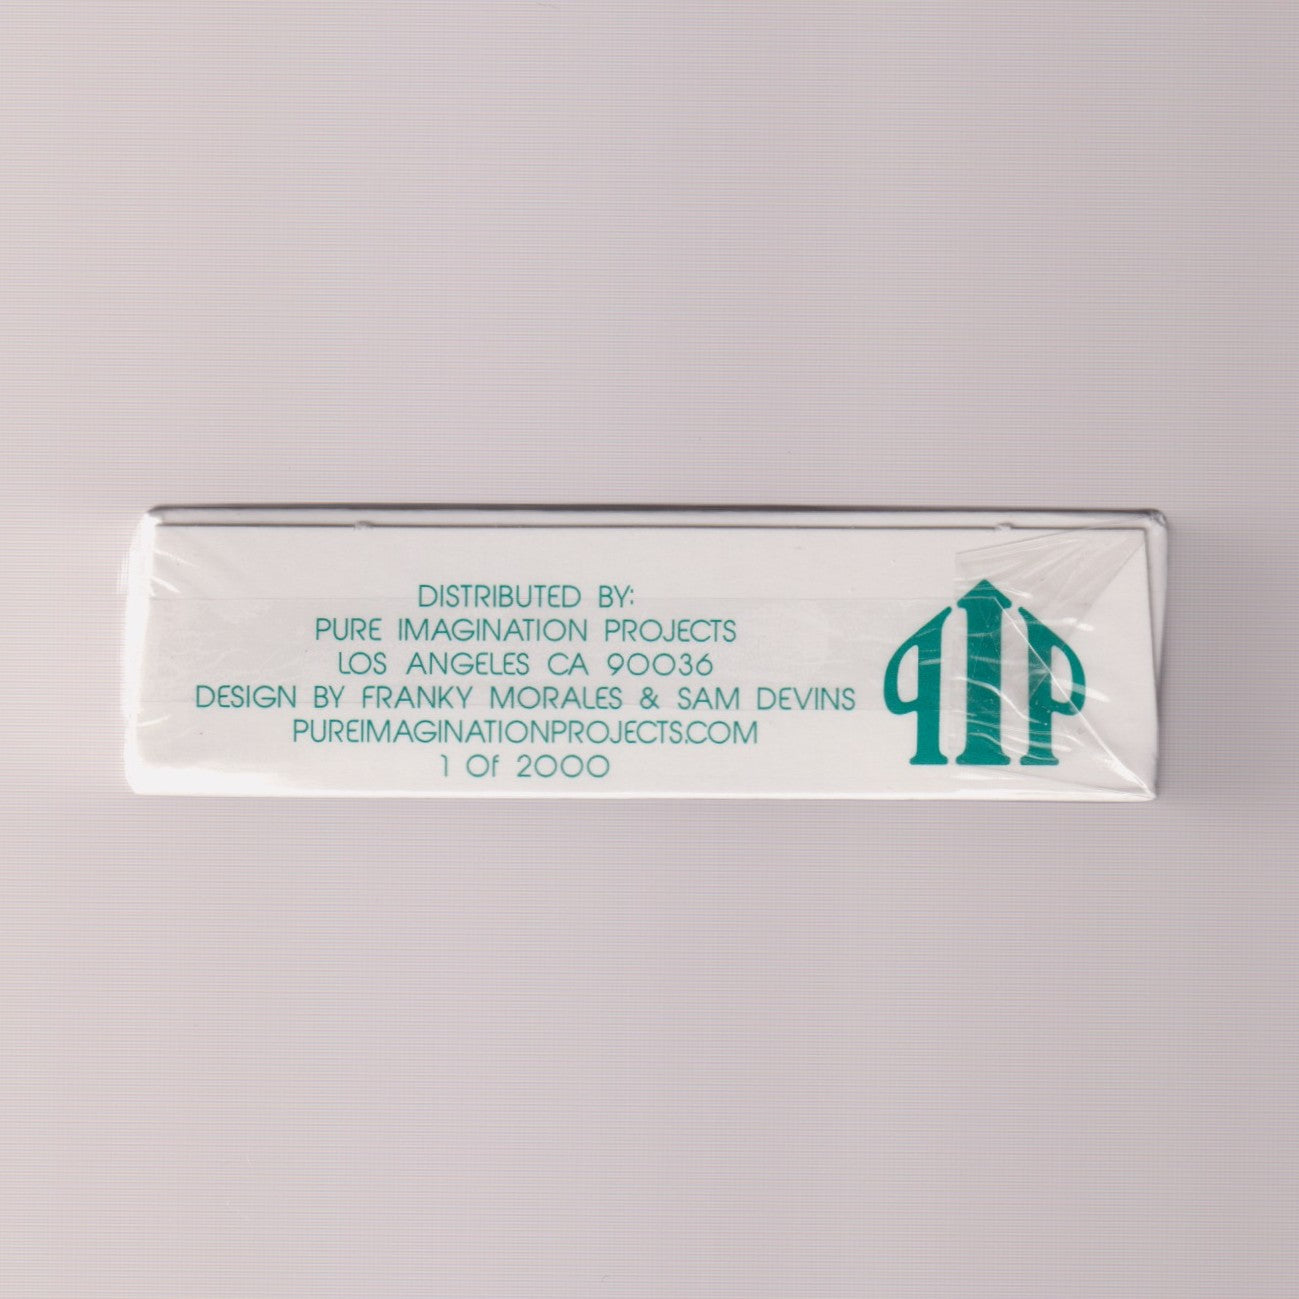 DISTRIBUTED BY:
PURE IMAGINATION PROJECTS
LOS ANGELES CA 90036
DESIGN BY FRANKY MORALES & SAM DEVINS
PUREIMAGINATIONPROJECTS.COM
1 Of 2000
PIP